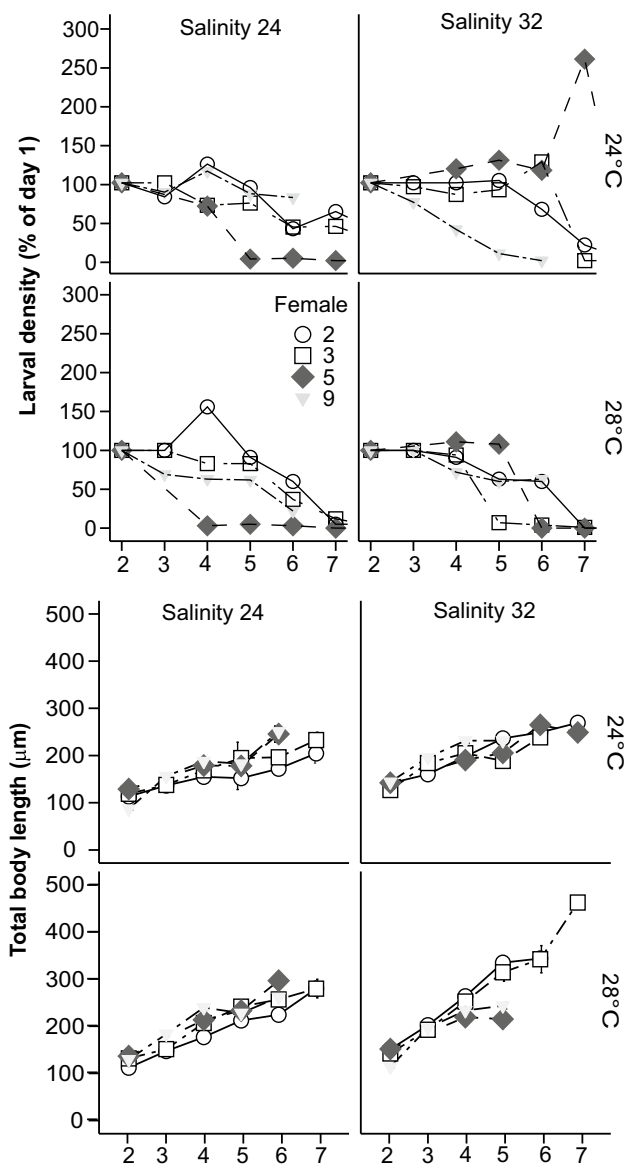 Salinity 24
Salinity 32
300
250
200
150
100
50
0
24°C
Larval density (% of day 1)
300
250
200
150
100
50
0
Female
2
3
5
9
28°C
2 3 4 5 6 7
2 3 4 5 6 7
Salinity 24
Salinity 32
500
400
300
200
100
0
24°C
Total body length (μm)
500
400
300
200
100
0
28°C
2 3 4 5 6 7
2 3 4 5 6 7